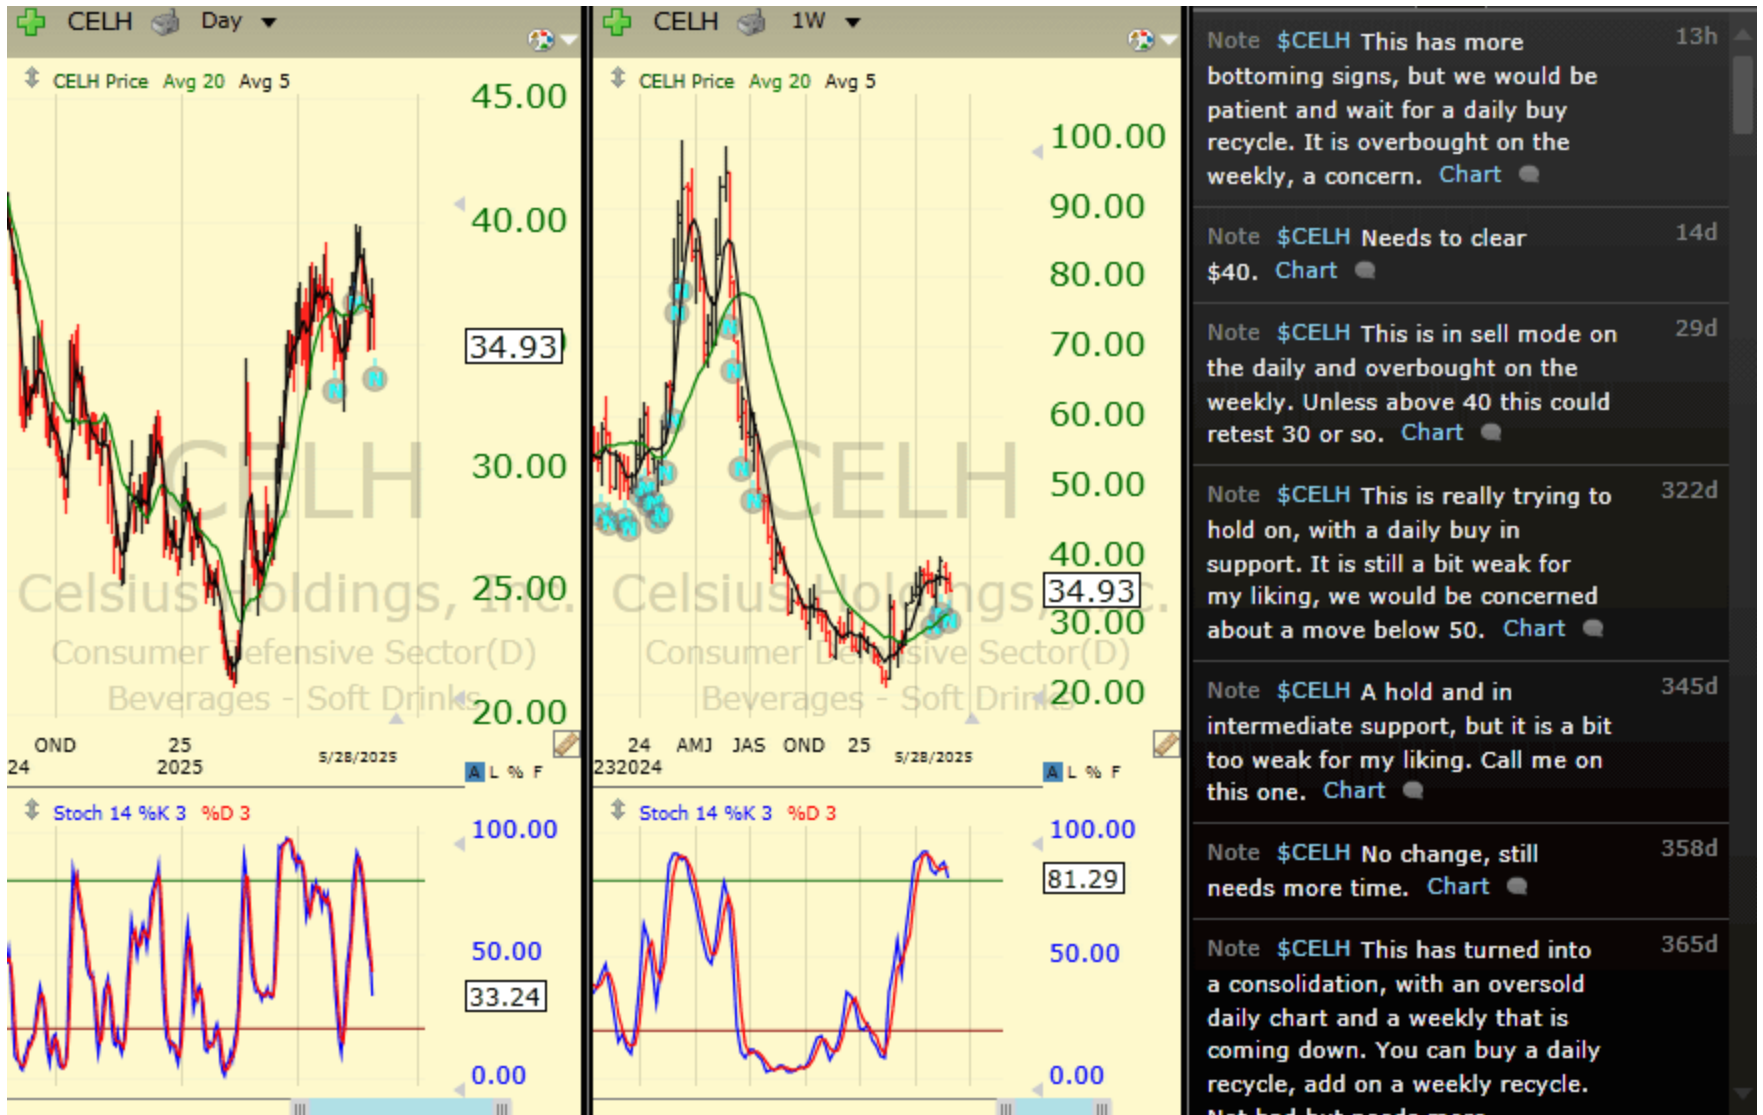 CELH Day
CELH Price Avg 20 Avg 5
45.00
40.00
34.93
30.00
25.00
20.00
CELH
Celsius Holdings, Inc.
Consumer Defensive Sector(D)
Beverages - Soft Drinks
OND 25 5/28/2025
24 2025
A L % F
Stoch 14 %K 3 %D 3
100.00
50.00
33.24
0.00
CELH 1W
CELH Price Avg 20 Avg 5
100.00
90.00
80.00
70.00
60.00
50.00
40.00
34.93
30.00
20.00
CELH
Celsius Holdings, Inc.
Consumer Defensive Sector(D)
Beverages - Soft Drinks
24 AMJ JAS OND 25 5/28/2025
232024
A L % F
Stoch 14 %K 3 %D 3
100.00
81.29
50.00
0.00
Note $CELH This has more 13h
bottoming signs, but we would be
patient and wait for a daily buy
recycle. It is overbought on the
weekly, a concern. Chart
Note $CELH Needs to clear 14d
$40. Chart
Note $CELH This is in sell mode on 29d
the daily and overbought on the
weekly. Unless above 40 this could
retest 30 or so. Chart
Note $CELH This is really trying to 322d
hold on, with a daily buy in
support. It is still a bit weak for
my liking, we would be concerned
about a move below 50. Chart
Note $CELH A hold and in 345d
intermediate support, but it is a bit
too weak for my liking. Call me on
this one. Chart
Note $CELH No change, still 358d
needs more time. Chart
Note $CELH This has turned into 365d
a consolidation, with an oversold
daily chart and a weekly that is
coming down. You can buy a daily
recycle, add on a weekly recycle.